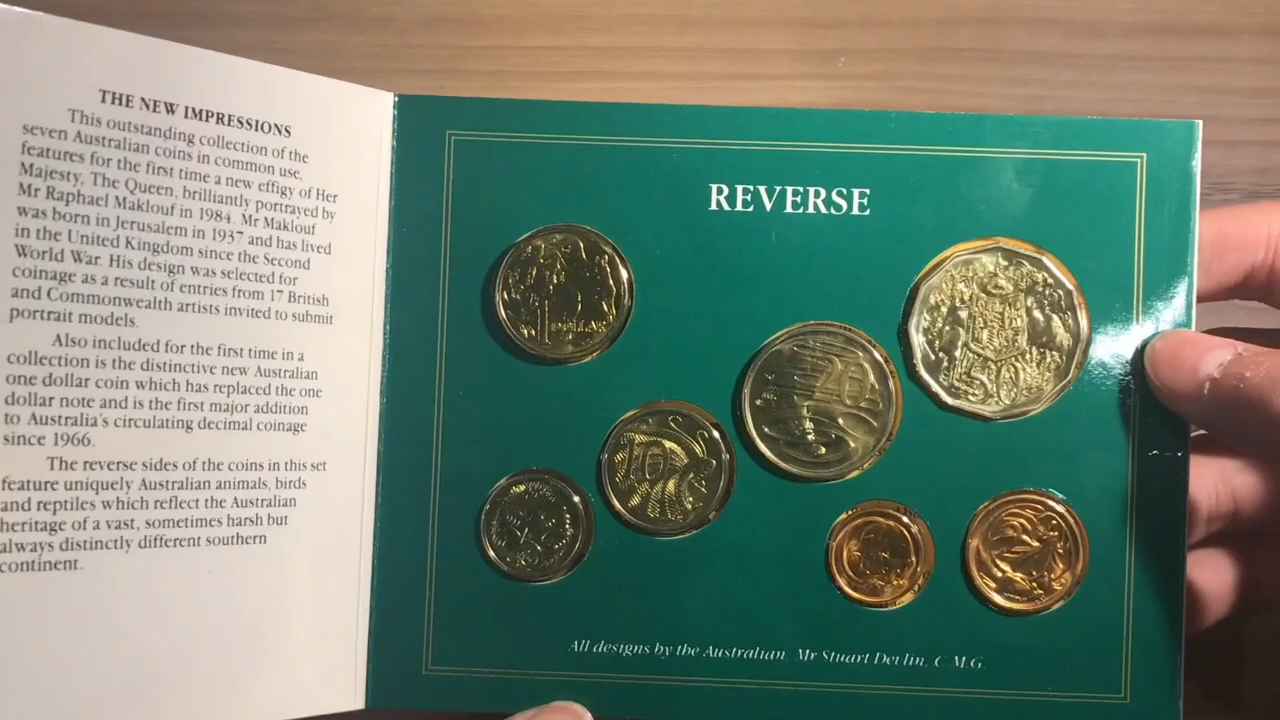 THE NEW IMPRESSIONS
This outstanding collection of the
seven Australian coins in common use,
features for the first time a new effigy of Her
Majesty, The Queen, brilliantly portrayed by
Mr Raphael Maklouf in 1984. Mr Maklouf
was born in Jerusalem in 1937 and has lived
in the United Kingdom since the Second
World War. His design was selected for
coinage as a result of entries from 17 British
and Commonwealth artists invited to submit
portrait models.
Also included for the first time in a
collection is the distinctive new Australian
one dollar coin which has replaced the one
dollar note and is the first major addition
to Australia's circulating decimal coinage
since 1966.
The reverse sides of the coins in this set
feature uniquely Australian animals, birds
and reptiles which reflect the Australian
heritage of a vast, sometimes harsh but
always distinctly different southern
continent.
REVERSE
1 DOLLAR
50
20
10
5
1
All designs by the Australian, Mr Stuart Devlin, C.M.G.